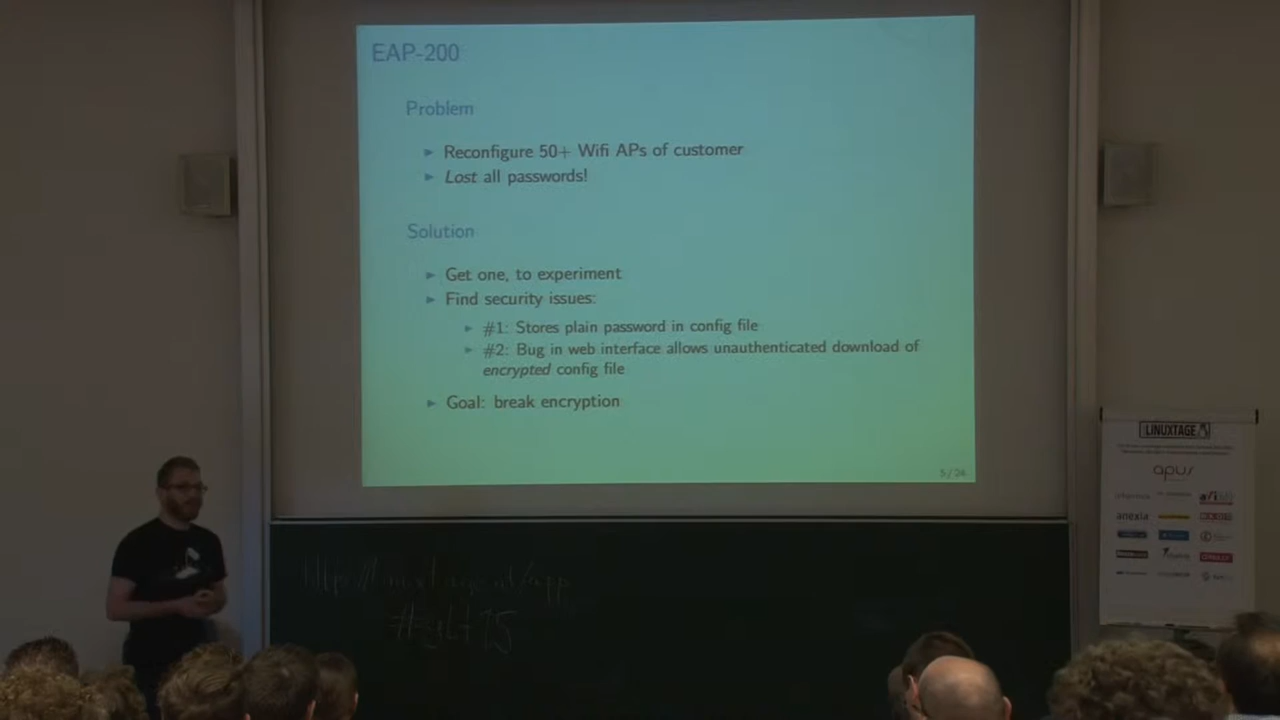 EAP-200
Problem
► Reconfigure 50+ Wifi APs of customer
► Lost all passwords!
Solution
► Get one, to experiment
► Find security issues:
► #1: Stores plain password in config file
► #2: Bug in web interface allows unauthenticated download of
encrypted config file
► Goal: break encryption
5 / 24
LINUXTAGE
apus
anexia
#glt15